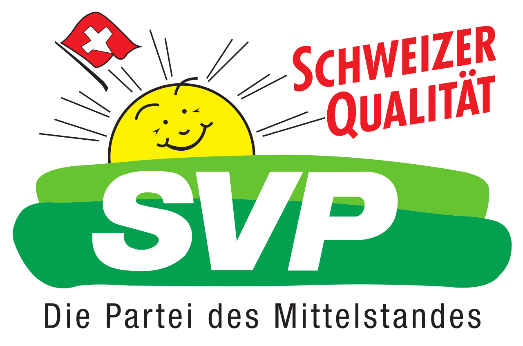 SCHWEIZER
QUALITÄT
SVP
Die Partei des Mittelstandes